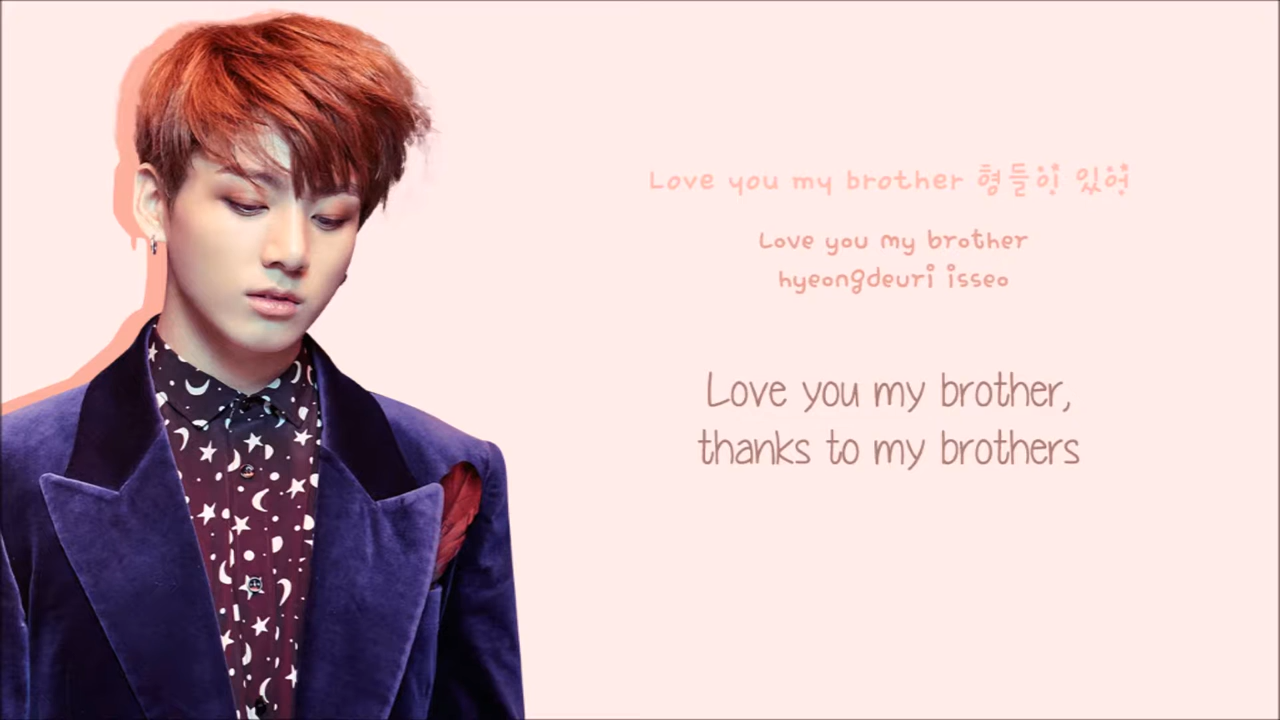 Love you my brother 형들이 있어
Love you my brother
hyeongdeuri isseo
Love you my brother,
thanks to my brothers